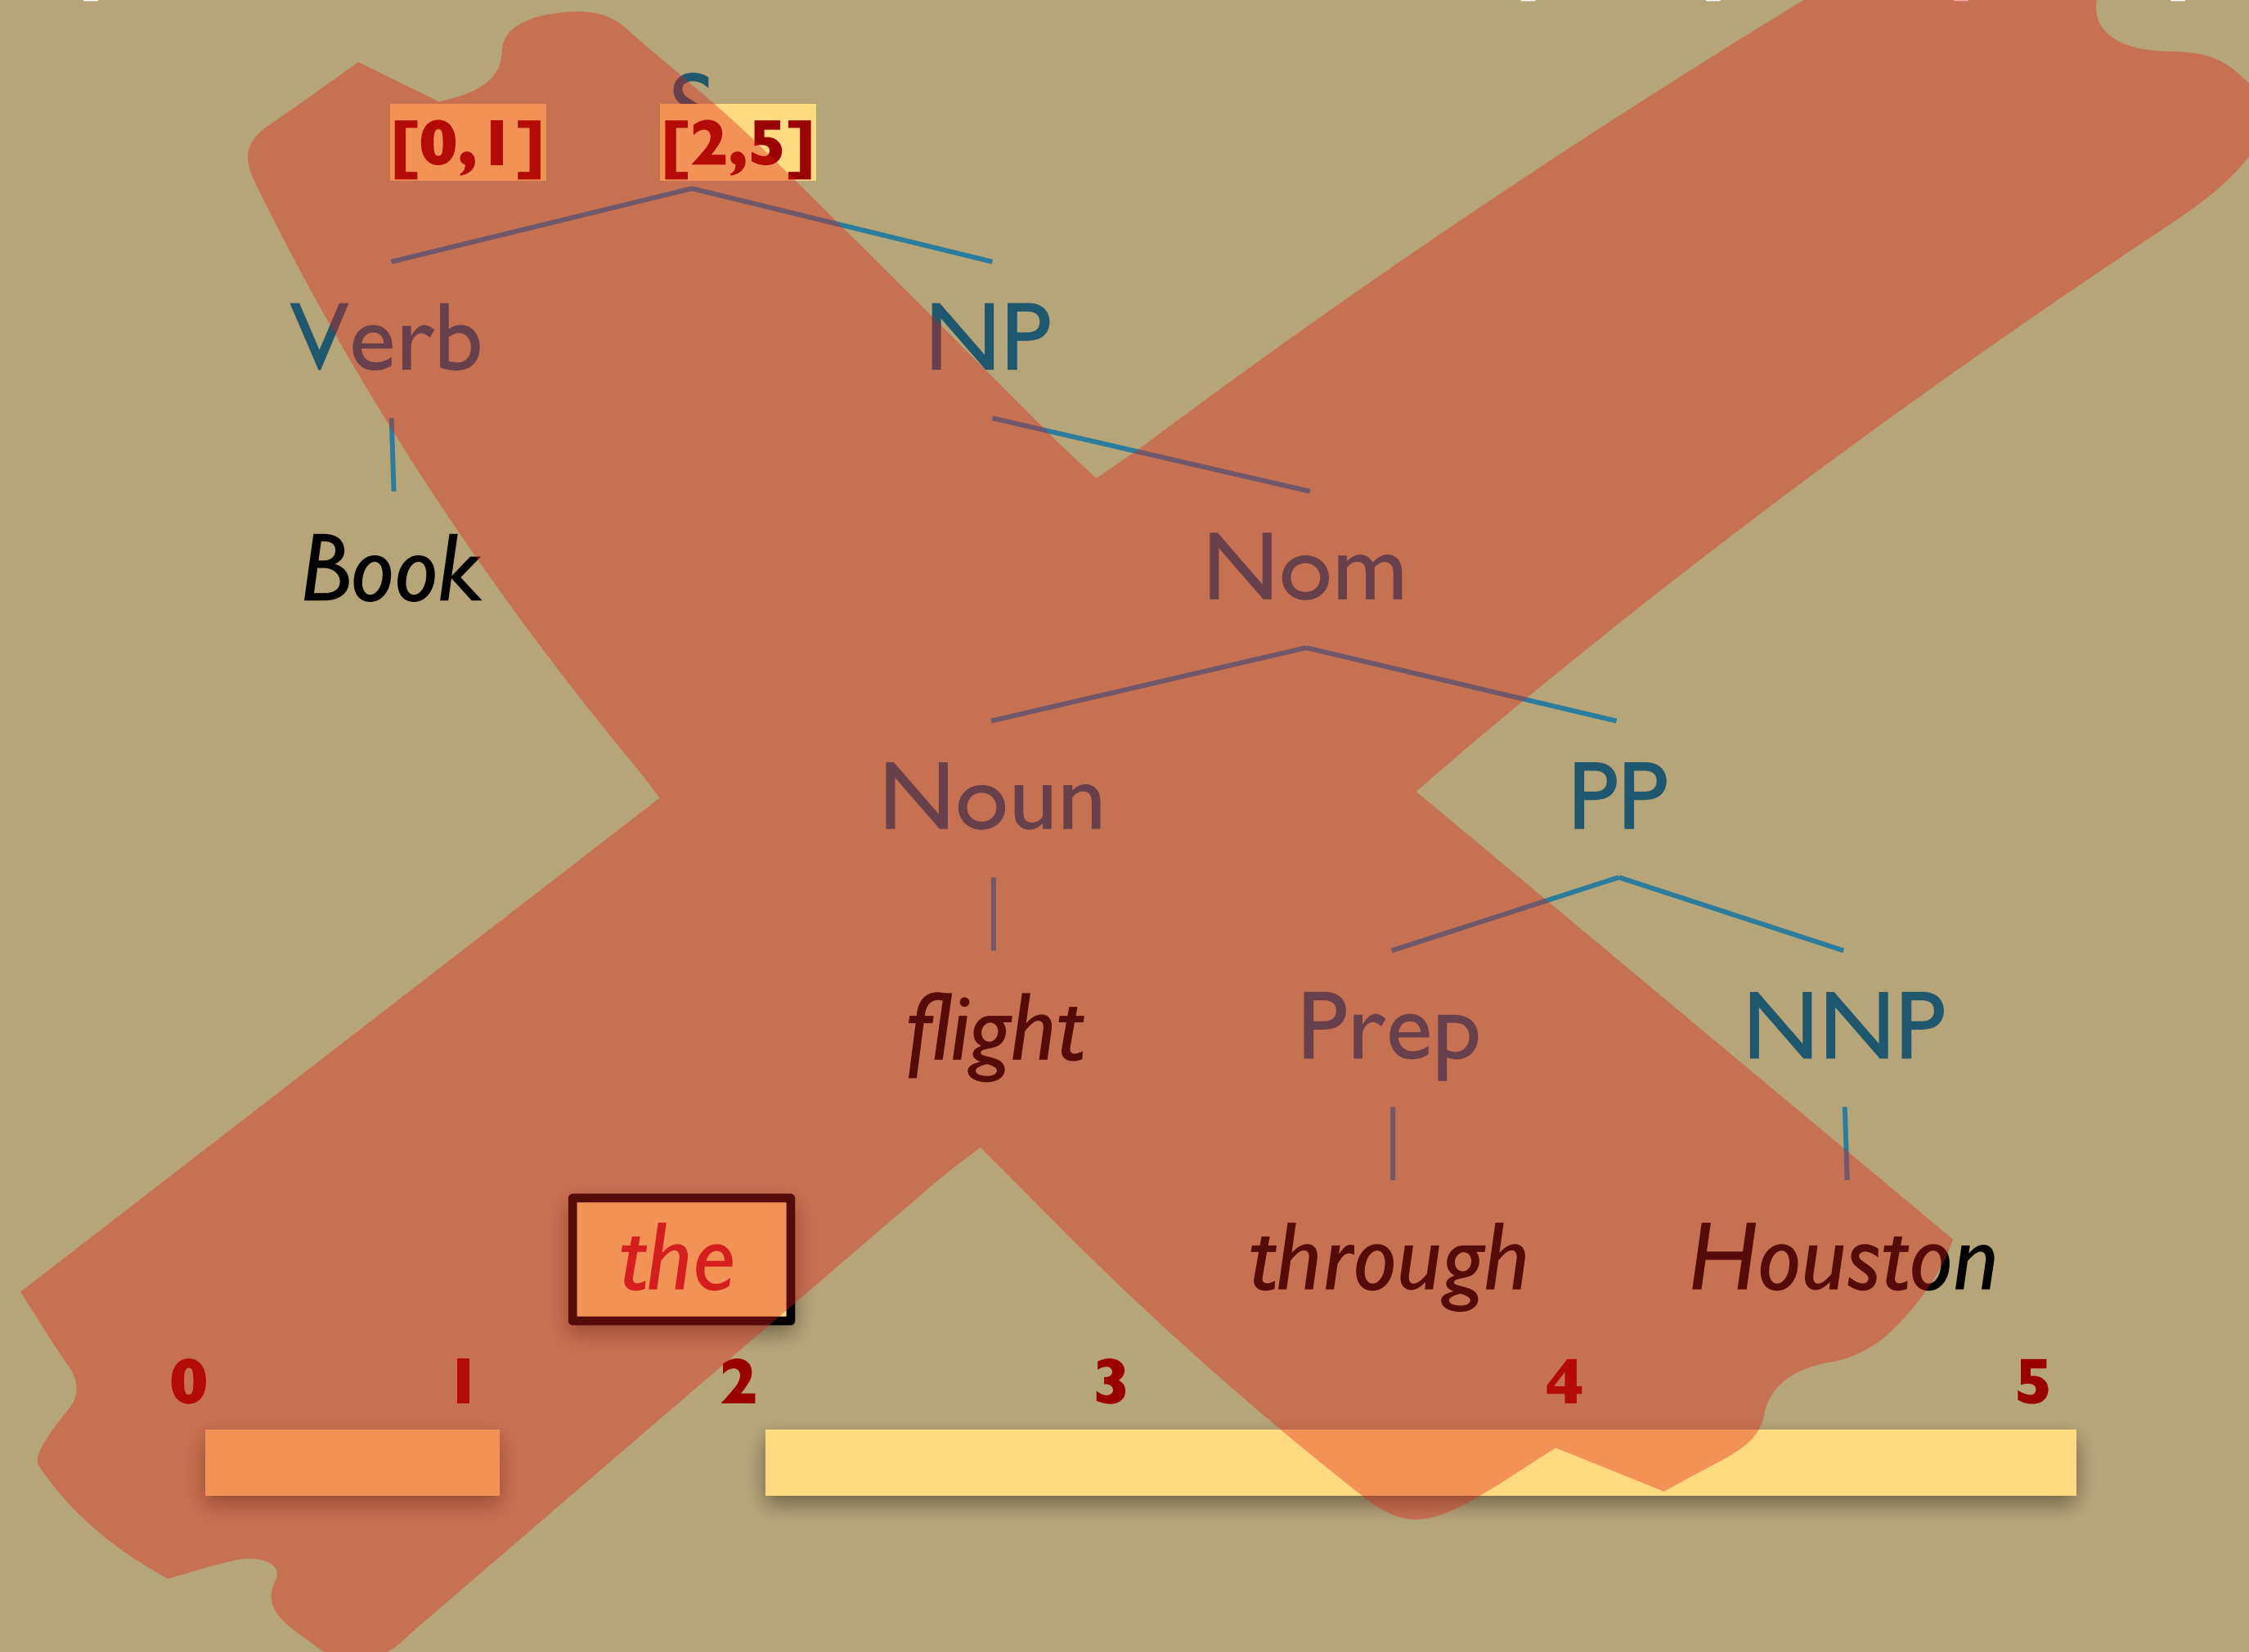 S
[0,1] [2,5]
Verb NP
Book Nom
Noun PP
flight Prep NNP
the through Houston
0 1 2 3 4 5